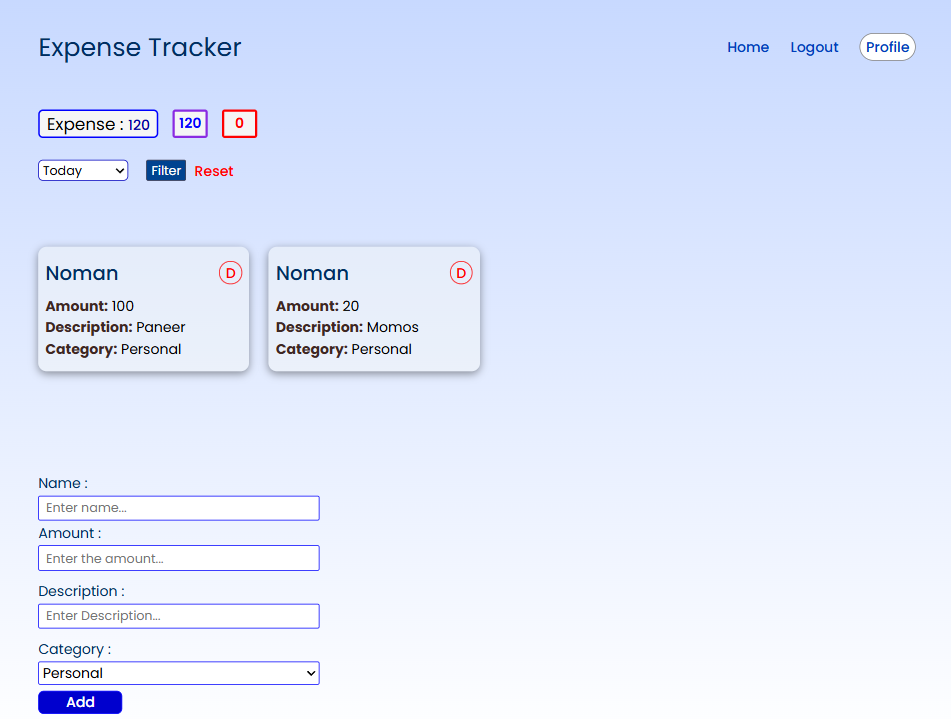 Expense Tracker Home Logout Profile
Expense : 120 120 0
Today Filter Reset
Noman D
Amount: 100
Description: Paneer
Category: Personal
Noman D
Amount: 20
Description: Momos
Category: Personal
Name :
Enter name...
Amount :
Enter the amount...
Description :
Enter Description...
Category :
Personal
Add